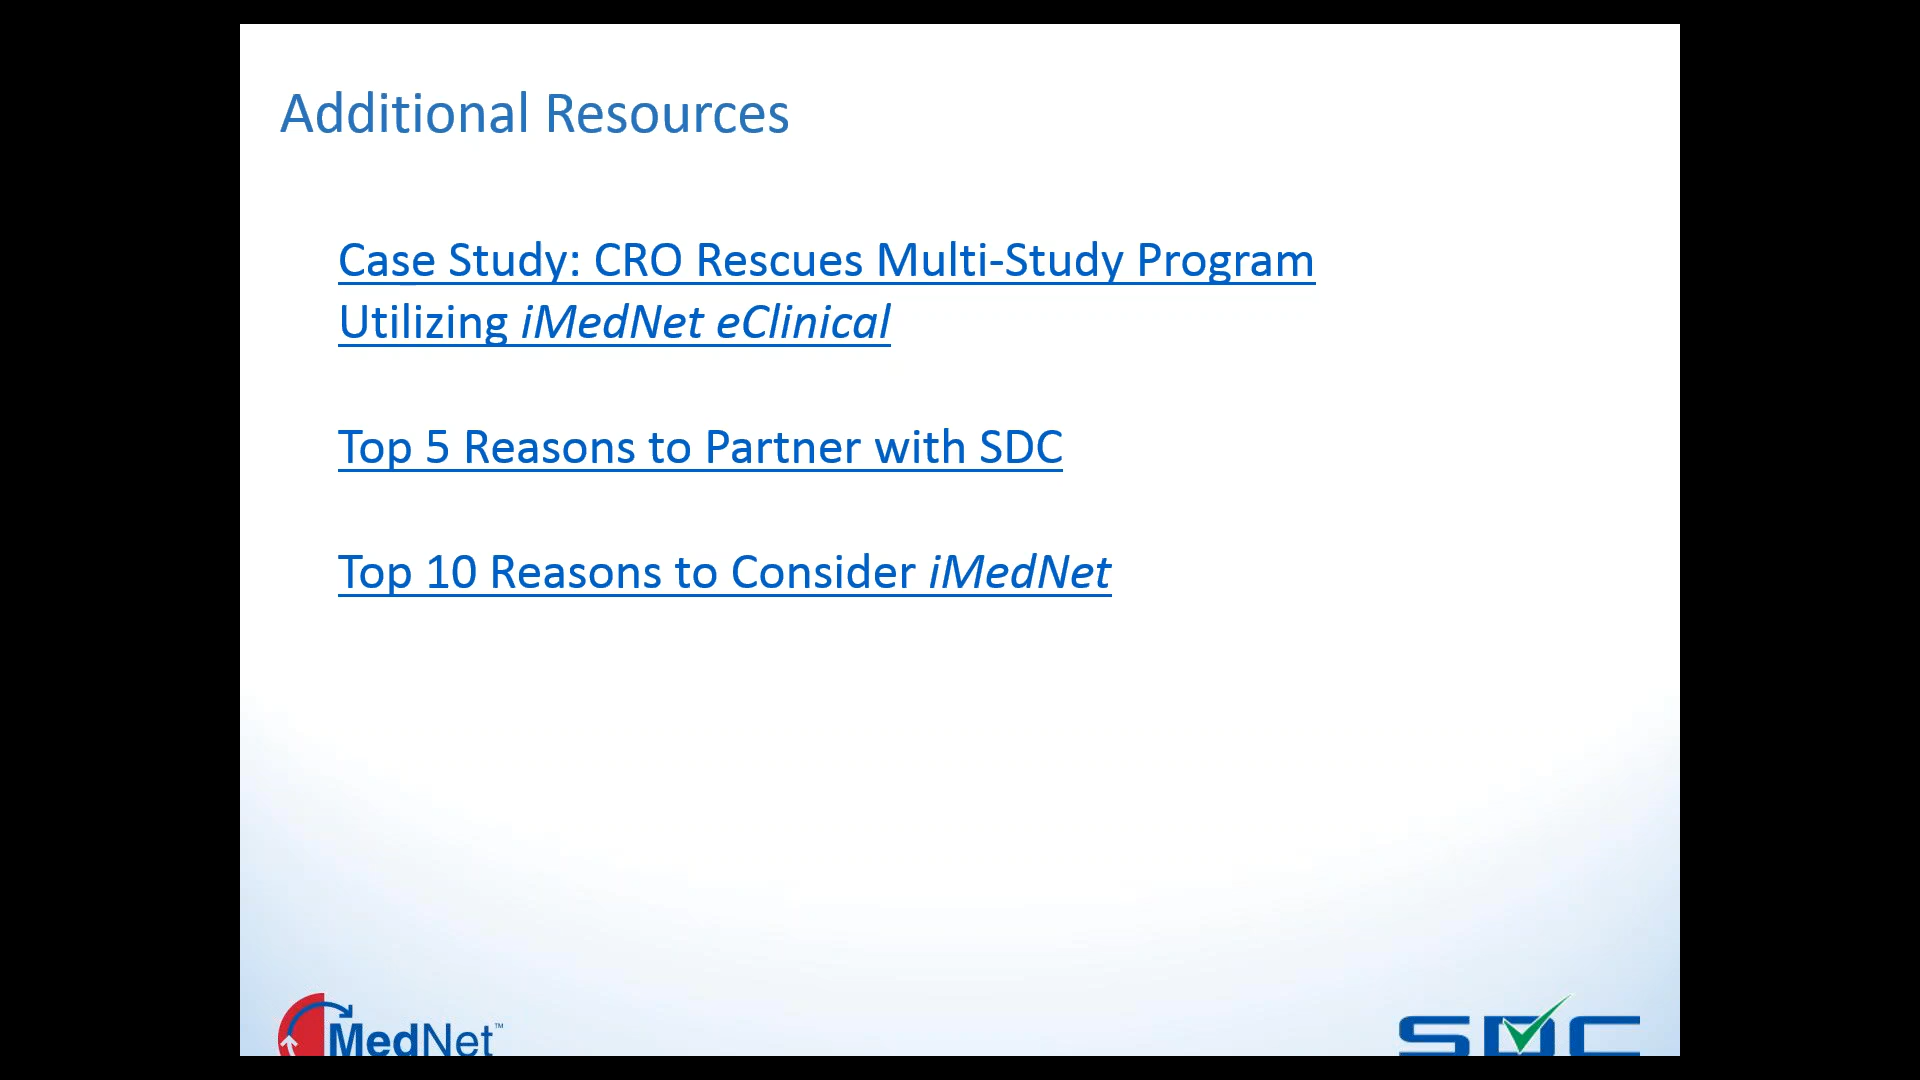 Additional Resources
Case Study: CRO Rescues Multi-Study Program
Utilizing iMedNet eClinical
Top 5 Reasons to Partner with SDC
Top 10 Reasons to Consider iMedNet
MedNet™
SDC